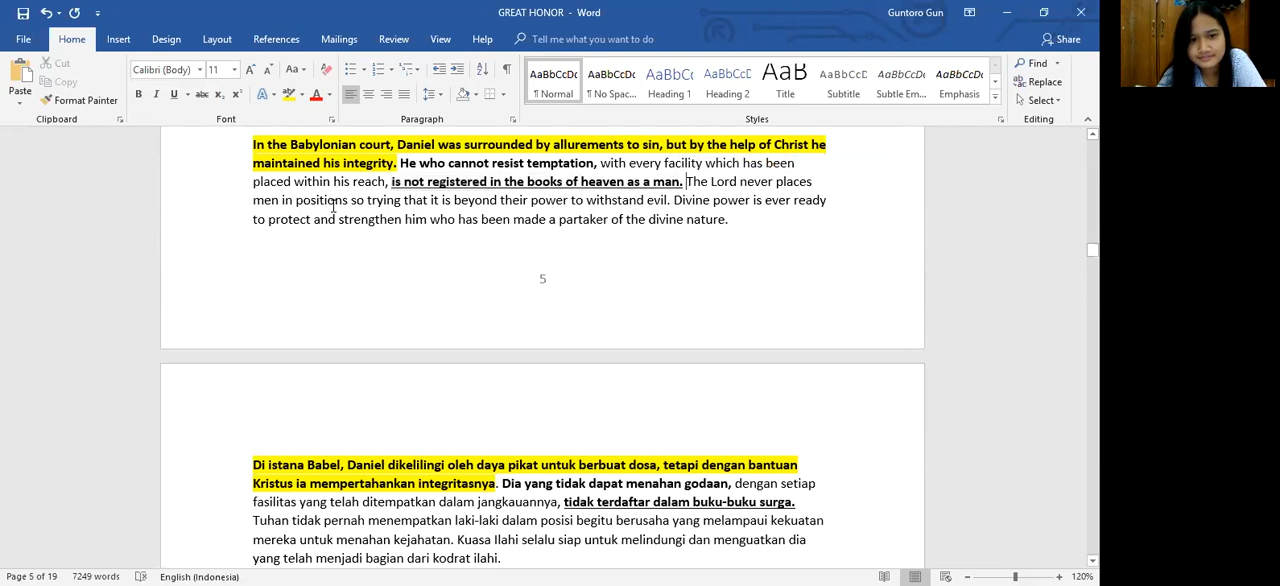 GREAT HONOR - Word
Guntoro Gun
File Home Insert Design Layout References Mailings Review View Help Tell me what you want to do Share
Paste Cut Copy Format Painter
Calibri (Body) 11
AaBbCcDc AaBbCcDc AaBbCcC AaBbCcC AaB AaBbCcD AaBbCcDc AaBbCcDc
¶ Normal ¶ No Spac... Heading 1 Heading 2 Title Subtitle Subtle Em... Emphasis
Find
Replace
Select
Clipboard Font Paragraph Styles Editing
In the Babylonian court, Daniel was surrounded by allurements to sin, but by the help of Christ he
maintained his integrity. He who cannot resist temptation, with every facility which has been
placed within his reach, is not registered in the books of heaven as a man. The Lord never places
men in positions so trying that it is beyond their power to withstand evil. Divine power is ever ready
to protect and strengthen him who has been made a partaker of the divine nature.
5
Di istana Babel, Daniel dikelilingi oleh daya pikat untuk berbuat dosa, tetapi dengan bantuan
Kristus ia mempertahankan integritasnya. Dia yang tidak dapat menahan godaan, dengan setiap
fasilitas yang telah ditempatkan dalam jangkauannya, tidak terdaftar dalam buku-buku surga.
Tuhan tidak pernah menempatkan laki-laki dalam posisi begitu berusaha yang melampaui kekuatan
mereka untuk menahan kejahatan. Kuasa Ilahi selalu siap untuk melindungi dan menguatkan dia
yang telah menjadi bagian dari kodrat ilahi.
Page 5 of 19 7249 words English (Indonesia) 120%